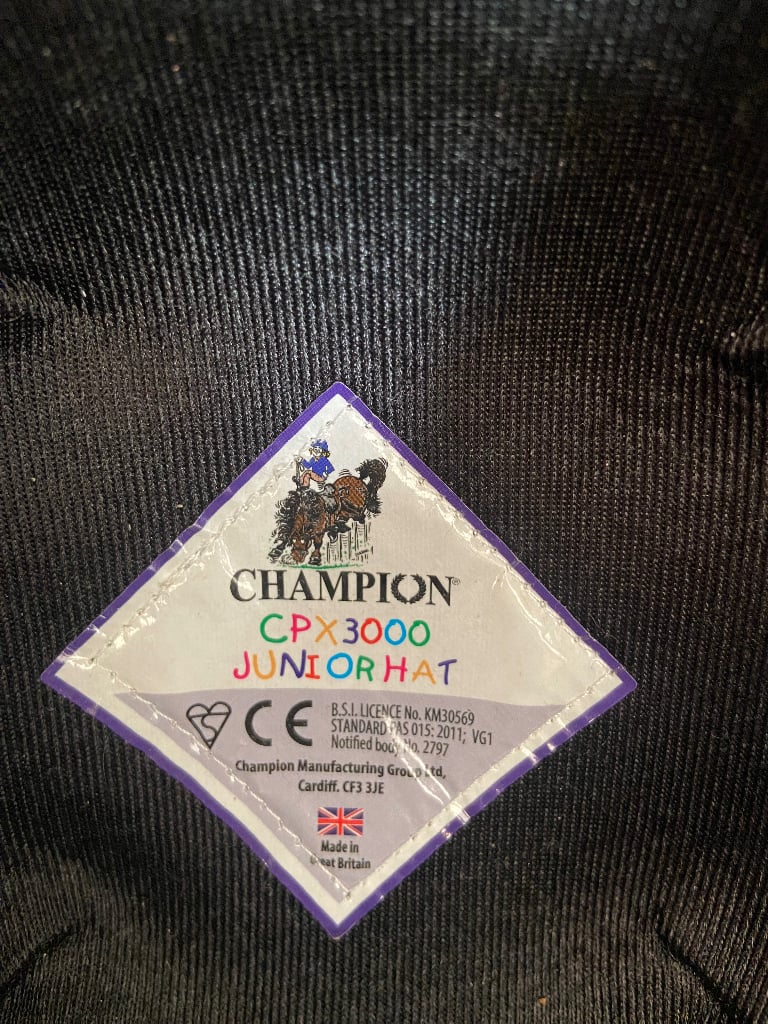 CHAMPION®
CPX3000
JUNIOR HAT
CE
B.S.I. LICENCE No. KM30569
STANDARD PAS 015: 2011; VG1
Notified body No. 2797
Champion Manufacturing Group Ltd,
Cardiff. CF3 3JE
Made in
Great Britain